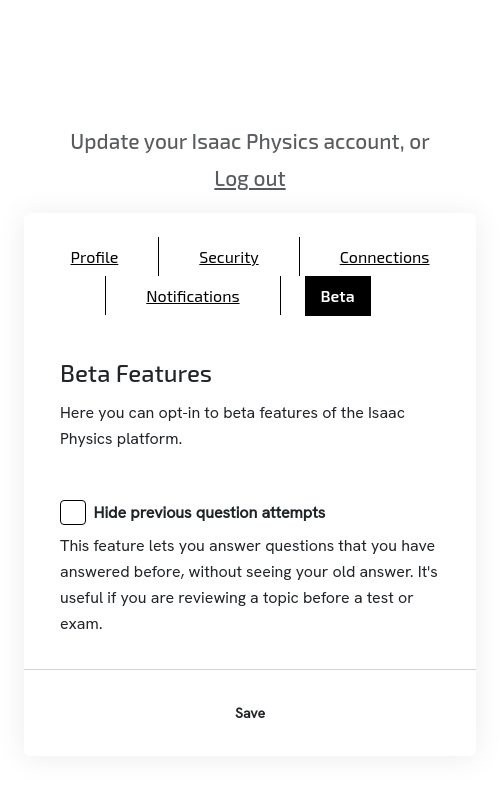 Update your Isaac Physics account, or
Log out
Profile
Security
Connections
Notifications
Beta
Beta Features
Here you can opt-in to beta features of the Isaac
Physics platform.
Hide previous question attempts
This feature lets you answer questions that you have
answered before, without seeing your old answer. It's
useful if you are reviewing a topic before a test or
exam.
Save